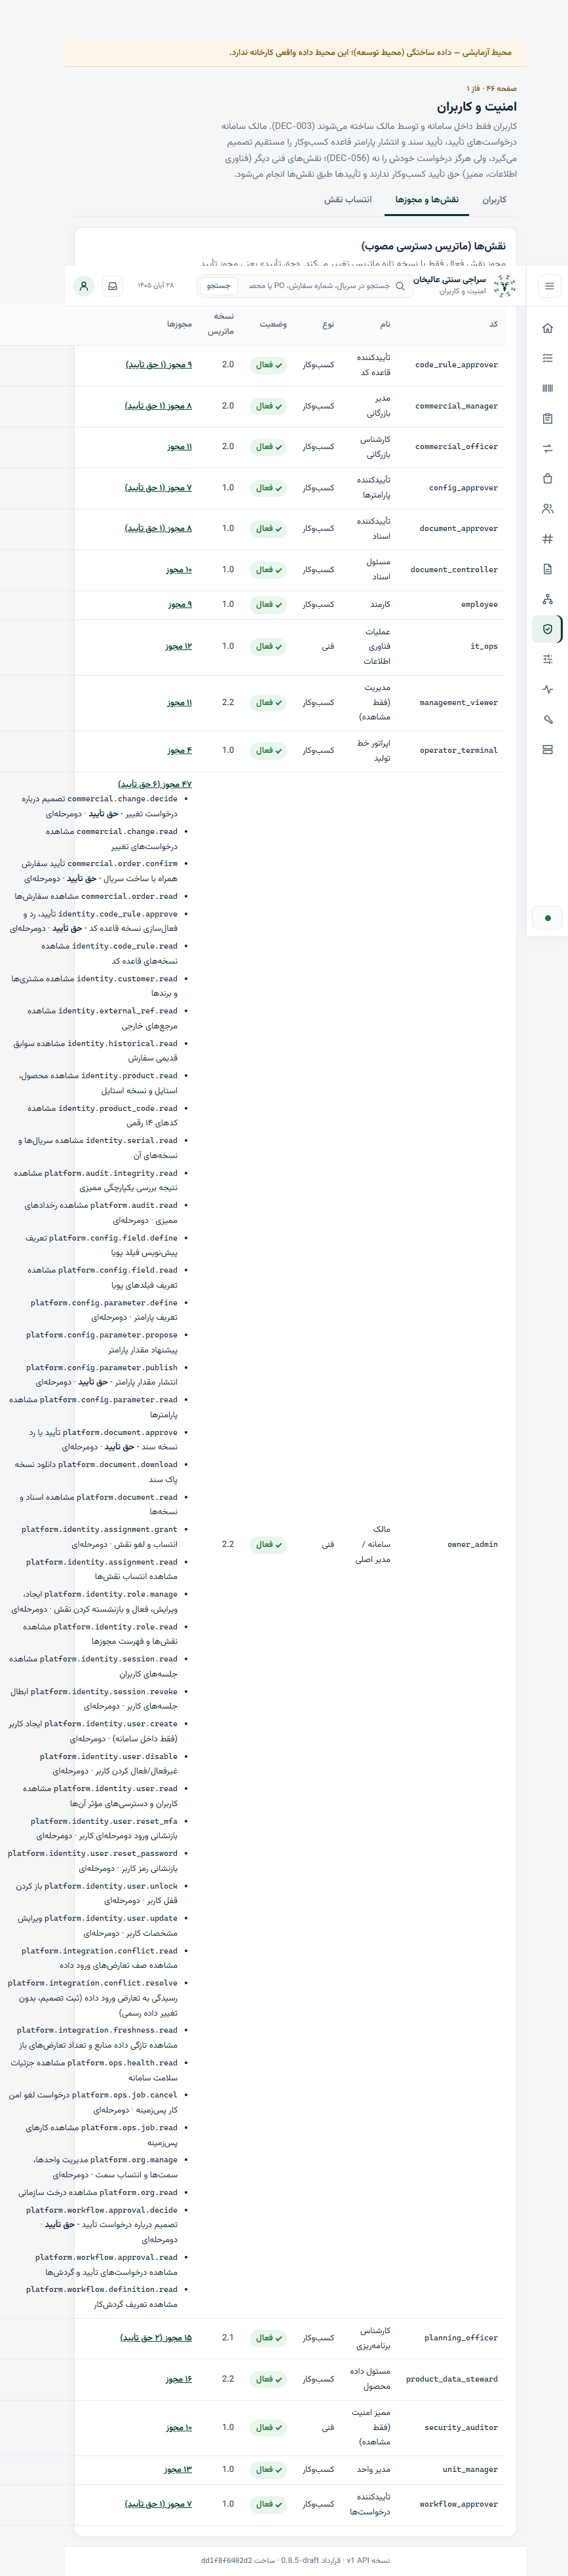 محیط آزمایشی — داده ساختگی (محیط توسعه)؛ این محیط داده واقعی کارخانه ندارد.
صفحه ۴۶ · فاز ۱
امنیت و کاربران
کاربران فقط داخل سامانه و توسط مالک ساخته می‌شوند (DEC-003). مالک سامانه
درخواست‌های تأیید، تأیید سند و انتشار پارامتر قاعده کسب‌وکار را مستقیم تصمیم
می‌گیرد، ولی هرگز درخواست خودش را نه (DEC-056)؛ نقش‌های فنی دیگر (فناوری
اطلاعات، ممیز) حق تأیید کسب‌وکار ندارند و تأییدها طبق نقش‌ها انجام می‌شود.
کاربران
نقش‌ها و مجوزها
انتساب نقش
نقش‌ها (ماتریس دسترسی مصوب)
مجوز نقش فعال فقط با نسخه تازه ماتریس تغییر می‌کند. «حق تأیید» یعنی مجوز تأیید
سراجی سنتی عالیخان
امنیت و کاربران
جستجو در سریال، شماره سفارش، PO یا محصـ
جستجو
۲۸ آبان ۱۴۰۵
کد نام نوع وضعیت نسخه ماتریس مجوزها
code_rule_approver تأییدکننده قاعده کد کسب‌وکار فعال 2.0 ۹ مجوز (۱ حق تأیید)
commercial_manager مدیر بازرگانی کسب‌وکار فعال 2.0 ۸ مجوز (۱ حق تأیید)
commercial_officer کارشناس بازرگانی کسب‌وکار فعال 2.0 ۱۱ مجوز
config_approver تأییدکننده پارامترها کسب‌وکار فعال 1.0 ۷ مجوز (۱ حق تأیید)
document_approver تأییدکننده اسناد کسب‌وکار فعال 1.0 ۸ مجوز (۱ حق تأیید)
document_controller مسئول اسناد کسب‌وکار فعال 1.0 ۱۰ مجوز
employee کارمند کسب‌وکار فعال 1.0 ۹ مجوز
it_ops عملیات فناوری اطلاعات فنی فعال 1.0 ۱۲ مجوز
management_viewer مدیریت (فقط مشاهده) کسب‌وکار فعال 2.2 ۱۱ مجوز
operator_terminal اپراتور خط تولید کسب‌وکار فعال 1.0 ۴ مجوز
owner_admin مالک سامانه / مدیر اصلی فنی فعال 2.2 ۴۷ مجوز (۶ حق تأیید)
commercial.change.decide تصمیم درباره
درخواست تغییر · حق تأیید · دومرحله‌ای
commercial.change.read مشاهده
درخواست‌های تغییر
commercial.order.confirm تأیید سفارش
همراه با ساخت سریال · حق تأیید · دومرحله‌ای
commercial.order.read مشاهده سفارش‌ها
identity.code_rule.approve تأیید، رد و
فعال‌سازی نسخه قاعده کد · حق تأیید · دومرحله‌ای
identity.code_rule.read مشاهده
نسخه‌های قاعده کد
identity.customer.read مشاهده مشتری‌ها
و برندها
identity.external_ref.read مشاهده
مرجع‌های خارجی
identity.historical.read مشاهده سوابق
قدیمی سفارش
identity.product.read مشاهده محصول،
استایل و نسخه استایل
identity.product_code.read مشاهده
کدهای ۱۴ رقمی
identity.serial.read مشاهده سریال‌ها و
نسخه‌های آن
platform.audit.integrity.read مشاهده
نتیجه بررسی یکپارچگی ممیزی
platform.audit.read مشاهده رخدادهای
ممیزی · دومرحله‌ای
platform.config.field.define تعریف
پیش‌نویس فیلد پویا
platform.config.field.read مشاهده
تعریف فیلدهای پویا
platform.config.parameter.define
تعریف پارامتر · دومرحله‌ای
platform.config.parameter.propose
پیشنهاد مقدار پارامتر
platform.config.parameter.publish
انتشار مقدار پارامتر · حق تأیید · دومرحله‌ای
platform.config.parameter.read مشاهده
پارامترها
platform.document.approve تأیید یا رد
نسخه سند · حق تأیید · دومرحله‌ای
platform.document.download دانلود نسخه
پاک سند
platform.document.read مشاهده اسناد و
نسخه‌ها
platform.identity.assignment.grant
انتساب و لغو نقش · دومرحله‌ای
platform.identity.assignment.read
مشاهده انتساب نقش‌ها
platform.identity.role.manage ایجاد،
ویرایش، فعال و بازنشسته کردن نقش · دومرحله‌ای
platform.identity.role.read مشاهده
نقش‌ها و فهرست مجوزها
platform.identity.session.read مشاهده
جلسه‌های کاربران
platform.identity.session.revoke ابطال
جلسه‌های کاربر · دومرحله‌ای
platform.identity.user.create ایجاد کاربر
(فقط داخل سامانه) · دومرحله‌ای
platform.identity.user.disable
غیرفعال/فعال کردن کاربر · دومرحله‌ای
platform.identity.user.read مشاهده
کاربران و دسترسی‌های مؤثر آن‌ها
platform.identity.user.reset_mfa
بازنشانی ورود دومرحله‌ای کاربر · دومرحله‌ای
platform.identity.user.reset_password
بازنشانی رمز کاربر · دومرحله‌ای
platform.identity.user.unlock باز کردن
قفل کاربر · دومرحله‌ای
platform.identity.user.update ویرایش
مشخصات کاربر · دومرحله‌ای
platform.integration.conflict.read
مشاهده صف تعارض‌های ورود داده
platform.integration.conflict.resolve
رسیدگی به تعارض ورود داده (ثبت تصمیم، بدون
تغییر داده رسمی)
platform.integration.freshness.read
مشاهده تازگی داده منابع و تعداد تعارض‌های باز
platform.ops.health.read مشاهده جزئیات
سلامت سامانه
platform.ops.job.cancel درخواست لغو امن
کار پس‌زمینه · دومرحله‌ای
platform.ops.job.read مشاهده کارهای
پس‌زمینه
platform.org.manage مدیریت واحدها،
سمت‌ها و انتساب سمت · دومرحله‌ای
platform.org.read مشاهده درخت سازمانی
platform.workflow.approval.decide
تصمیم درباره درخواست تأیید · حق تأیید ·
دومرحله‌ای
platform.workflow.approval.read
مشاهده درخواست‌های تأیید و گردش‌ها
platform.workflow.definition.read
مشاهده تعریف گردش‌کار
planning_officer کارشناس برنامه‌ریزی کسب‌وکار فعال 2.1 ۱۵ مجوز (۲ حق تأیید)
product_data_steward مسئول داده محصول کسب‌وکار فعال 2.2 ۱۶ مجوز
security_auditor ممیز امنیت (فقط مشاهده) فنی فعال 1.0 ۱۰ مجوز
unit_manager مدیر واحد کسب‌وکار فعال 1.0 ۱۳ مجوز
workflow_approver تأییدکننده درخواست‌ها کسب‌وکار فعال 1.0 ۷ مجوز (۱ حق تأیید)
نسخه API v1 · قرارداد 0.8.5-draft · ساخت dd1f8f6402d2